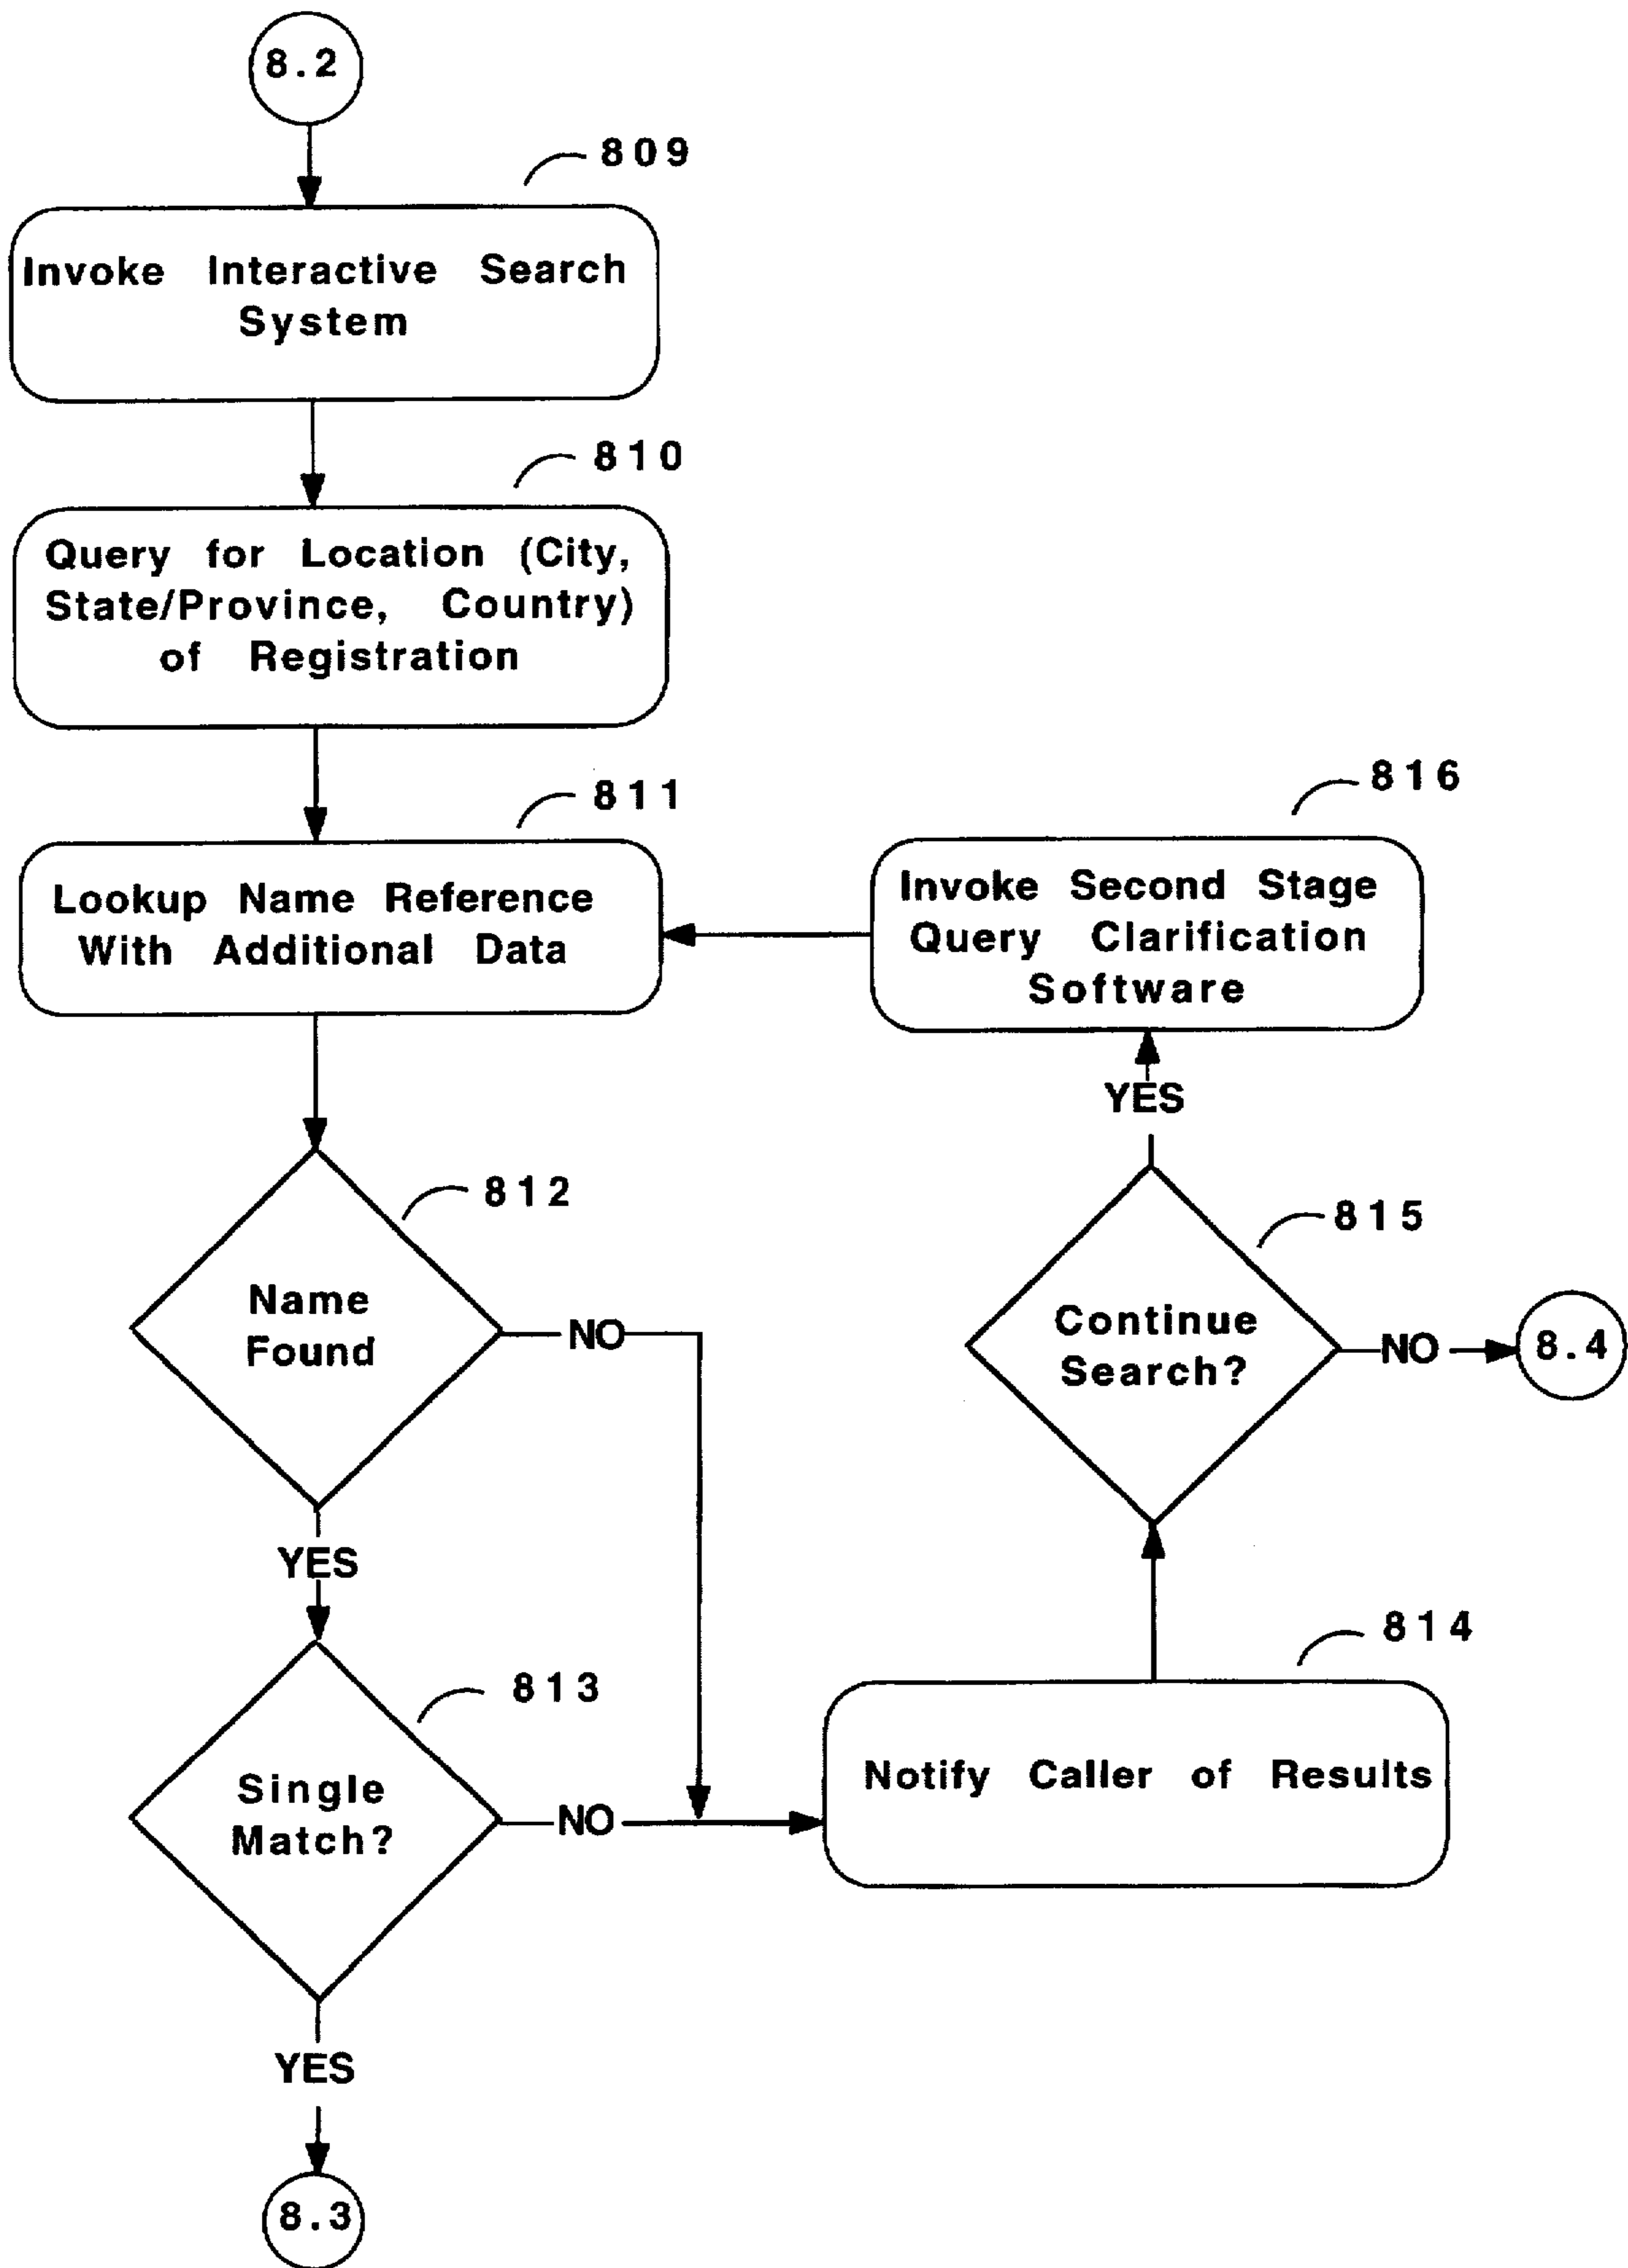 8.2
809
Invoke Interactive Search
System
810
Query for Location (City,
State/Province, Country)
of Registration
811
Lookup Name Reference
With Additional Data
816
Invoke Second Stage
Query Clarification
Software
YES
812
Name
Found
NO
815
Continue
Search?
NO
8.4
YES
813
Single
Match?
NO
814
Notify Caller of Results
YES
8.3